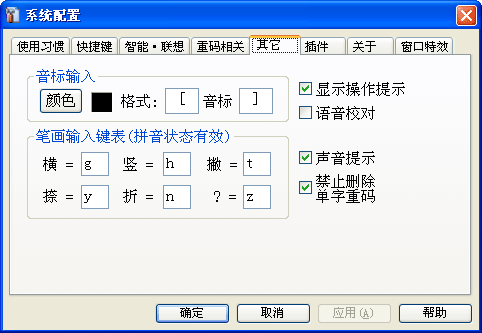 系统配置
使用习惯 快捷键 智能·联想 重码相关 其它 插件 关于 窗口特效
音标输入
颜色 格式: [ 音标 ]
显示操作提示
语音校对
笔画输入键表(拼音状态有效)
横 = g 竖 = h 撇 = t
捺 = y 折 = n ? = z
声音提示
禁止删除
单字重码
确定 取消 应用(A) 帮助